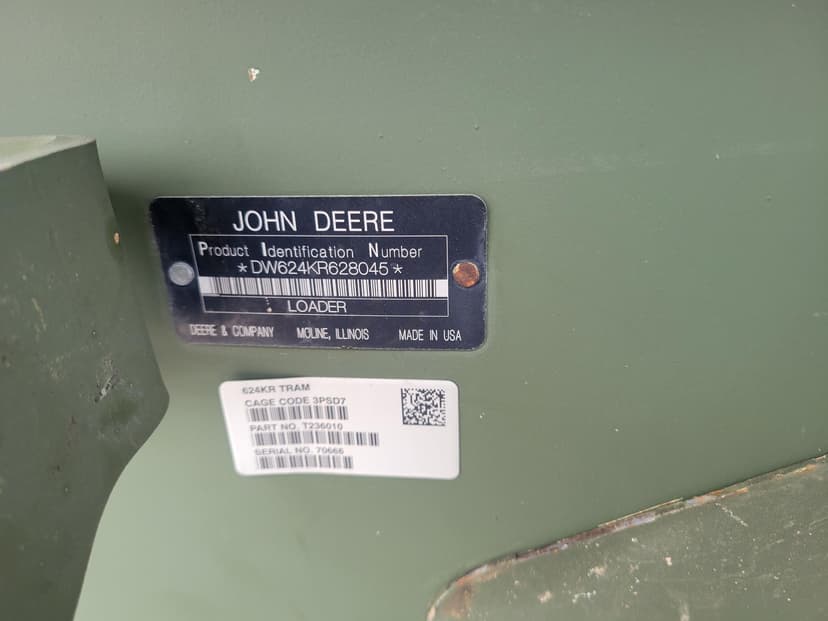 JOHN DEERE
Product Identification Number
*DW624KR628045*
LOADER
DEERE & COMPANY MOLINE, ILLINOIS MADE IN USA
624KR TRAM
CAGE CODE 3PSD7
PART NO. T236010
SERIAL NO. 70666